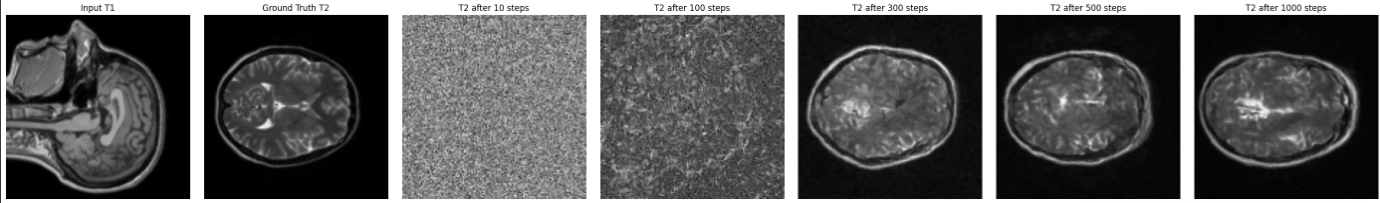 Input T1
Ground Truth T2
T2 after 10 steps
T2 after 100 steps
T2 after 300 steps
T2 after 500 steps
T2 after 1000 steps